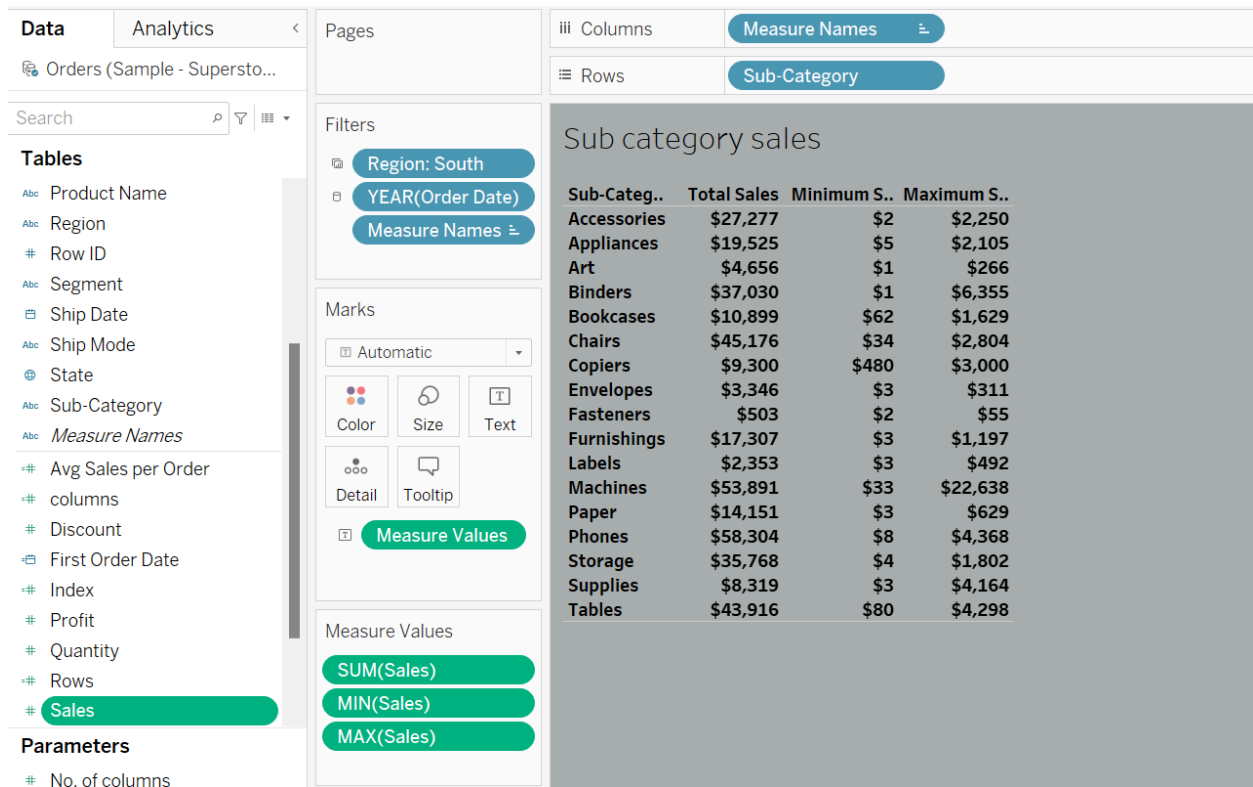 Data
Analytics
Orders (Sample - Supersto...
Search
Tables
Abc Product Name
Abc Region
# Row ID
Abc Segment
Ship Date
Abc Ship Mode
State
Abc Sub-Category
Abc Measure Names
=# Avg Sales per Order
=# columns
# Discount
First Order Date
=# Index
# Profit
# Quantity
=# Rows
# Sales
Parameters
# No. of columns
Pages
Filters
Region: South
YEAR(Order Date)
Measure Names
Marks
T Automatic
Color Size T Text
Detail Tooltip
T Measure Values
Measure Values
SUM(Sales)
MIN(Sales)
MAX(Sales)
iii Columns Measure Names
Rows Sub-Category
Sub category sales
Sub-Categ.. Total Sales Minimum S.. Maximum S..
Accessories $27,277 $2 $2,250
Appliances $19,525 $5 $2,105
Art $4,656 $1 $266
Binders $37,030 $1 $6,355
Bookcases $10,899 $62 $1,629
Chairs $45,176 $34 $2,804
Copiers $9,300 $480 $3,000
Envelopes $3,346 $3 $311
Fasteners $503 $2 $55
Furnishings $17,307 $3 $1,197
Labels $2,353 $3 $492
Machines $53,891 $33 $22,638
Paper $14,151 $3 $629
Phones $58,304 $8 $4,368
Storage $35,768 $4 $1,802
Supplies $8,319 $3 $4,164
Tables $43,916 $80 $4,298